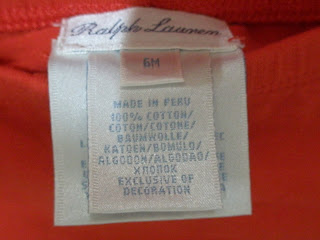 Ralph Lauren
6M
MADE IN PERU
100% COTTON/
COTON/COTONE/
BAUMWOLLE/
KATOEN/BOMULD/
ALGODON/ALGODAO/
ХЛОПОК
EXCLUSIVE OF
DECORATION